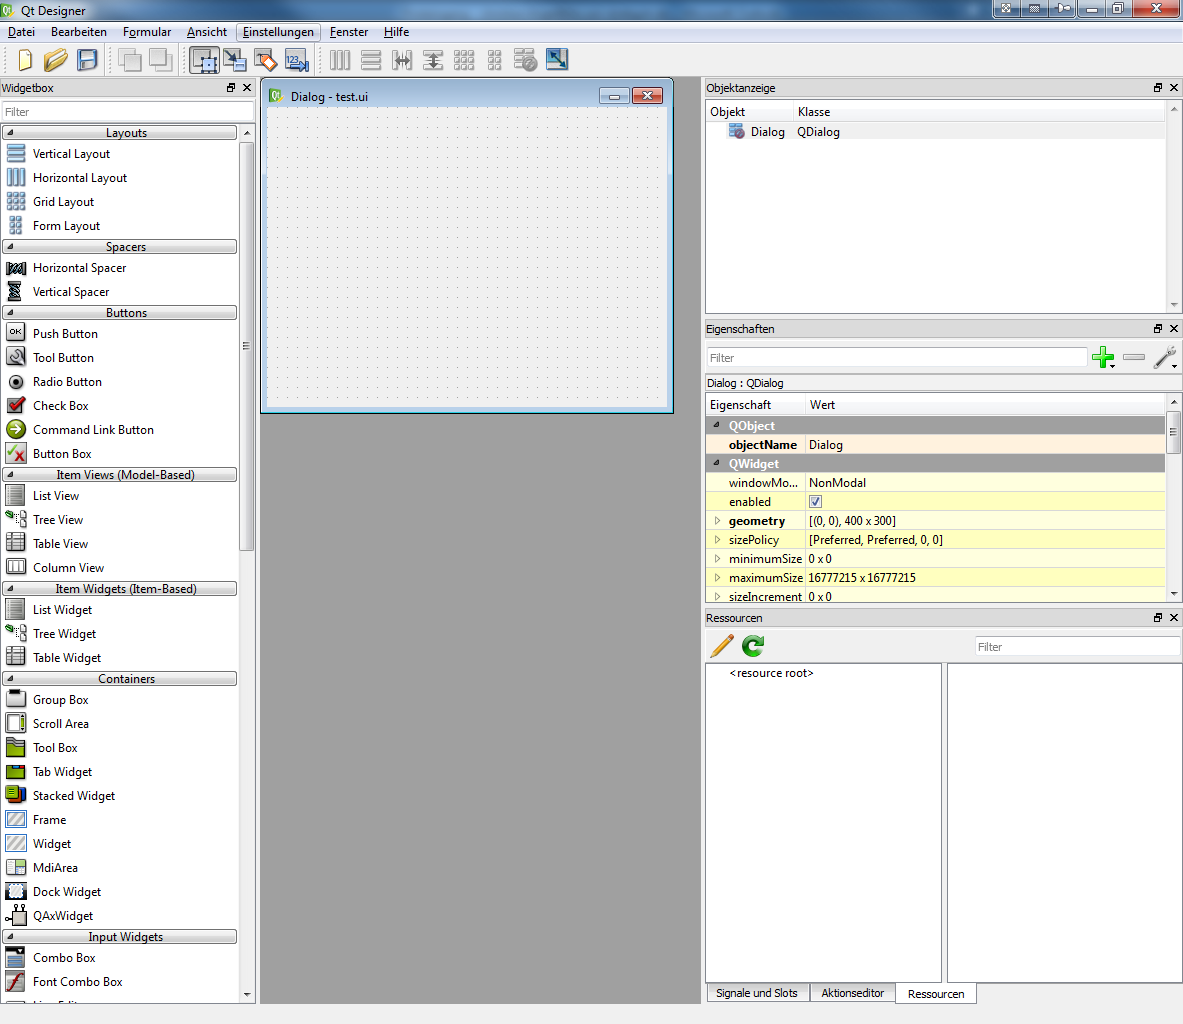 Qt Designer
Datei Bearbeiten Formular Ansicht Einstellungen Fenster Hilfe
Widgetbox
Filter
Layouts
Vertical Layout
Horizontal Layout
Grid Layout
Form Layout
Spacers
Horizontal Spacer
Vertical Spacer
Buttons
OK
Push Button
Tool Button
Radio Button
Check Box
Command Link Button
Button Box
Item Views (Model-Based)
List View
Tree View
Table View
Column View
Item Widgets (Item-Based)
List Widget
Tree Widget
Table Widget
Containers
Group Box
Scroll Area
Tool Box
Tab Widget
Stacked Widget
Frame
Widget
MdiArea
Dock Widget
QAxWidget
Input Widgets
Combo Box
Font Combo Box
Dialog - test.ui
Objektanzeige
Objekt Klasse
Dialog QDialog
Eigenschaften
Filter
Dialog : QDialog
Eigenschaft Wert
QObject
objectName Dialog
QWidget
windowMo... NonModal
enabled
geometry [(0, 0), 400 x 300]
sizePolicy [Preferred, Preferred, 0, 0]
minimumSize 0 x 0
maximumSize 16777215 x 16777215
sizeIncrement 0 x 0
Ressourcen
Filter
<resource root>
Signale und Slots Aktionseditor Ressourcen